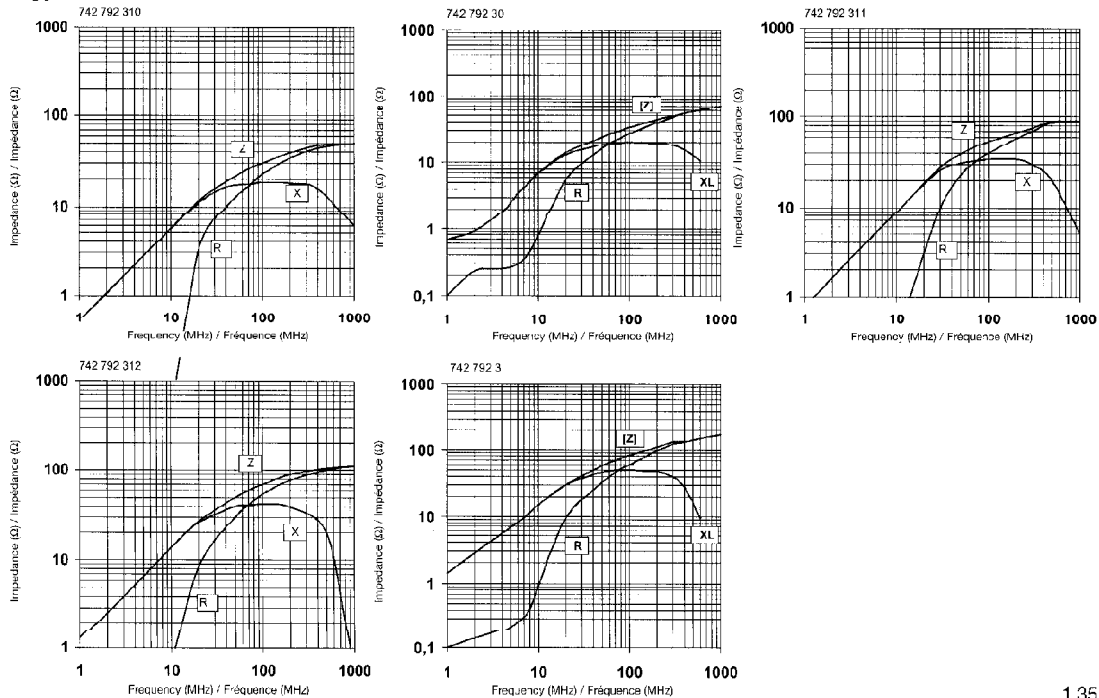 742 792 310
1000
100
10
1
1
10
100
1000
Z
X
R
Impedance (Ω) / Impédance (Ω)
Frequency (MHz) / Fréquence (MHz)
742 792 30
1000
100
10
1
0,1
1
10
100
1000
[Z]
R
XL
Impedance (Ω) / Impédance (Ω)
Frequency (MHz) / Fréquence (MHz)
742 792 311
1000
100
10
1
1
10
100
1000
Z
X
R
Impedance (Ω) / Impédance (Ω)
Frequency (MHz) / Fréquence (MHz)
742 792 312
1000
100
10
1
1
10
100
1000
Z
X
R
Impedance (Ω) / Impédance (Ω)
Frequency (MHz) / Fréquence (MHz)
742 792 3
1000
100
10
1
0,1
1
10
100
1000
[Z]
R
XL
Impedance (Ω) / Impédance (Ω)
Frequency (MHz) / Fréquence (MHz)
1.35